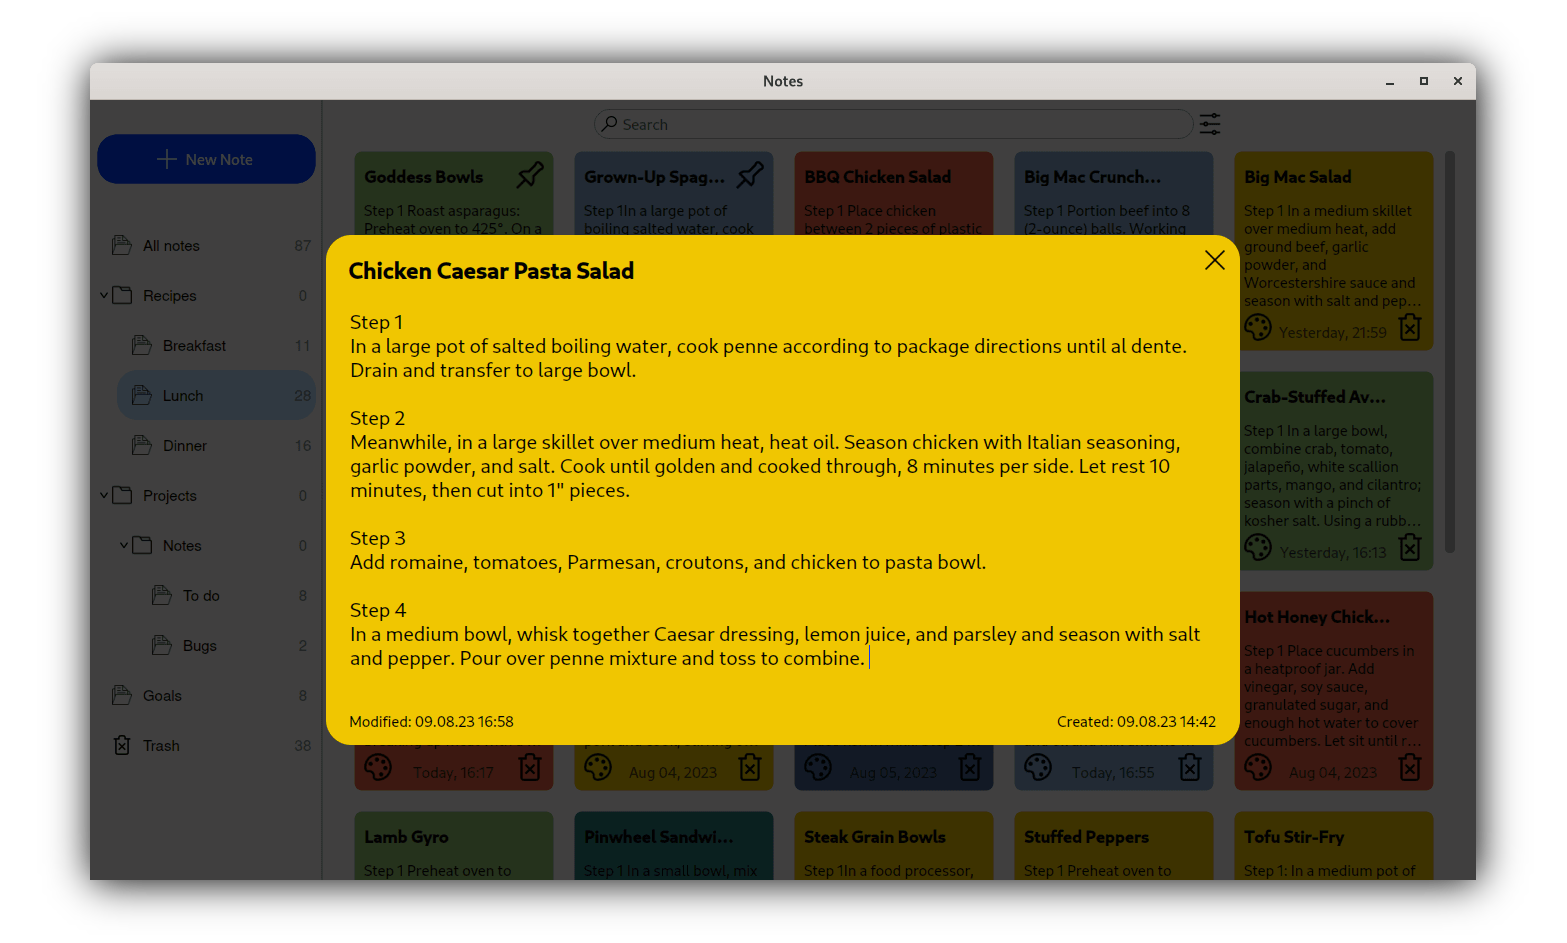 Notes
New Note
Search
All notes 87
Recipes 0
Breakfast 11
Lunch 28
Dinner 16
Projects 0
Notes 0
To do 8
Bugs 2
Goals 8
Trash 38
Goddess Bowls
Step 1 Roast asparagus:
Preheat oven to 425°. On a
Grown-Up Spag...
Step 1In a large pot of
boiling salted water, cook
BBQ Chicken Salad
Step 1 Place chicken
between 2 pieces of plastic
Big Mac Crunch...
Step 1 Portion beef into 8
(2-ounce) balls. Working
Big Mac Salad
Step 1 In a medium skillet
over medium heat, add
ground beef, garlic
powder, and
Worcestershire sauce and
season with salt and pep...
Yesterday, 21:59
Chicken Caesar Pasta Salad
Step 1
In a large pot of salted boiling water, cook penne according to package directions until al dente.
Drain and transfer to large bowl.
Step 2
Meanwhile, in a large skillet over medium heat, heat oil. Season chicken with Italian seasoning,
garlic powder, and salt. Cook until golden and cooked through, 8 minutes per side. Let rest 10
minutes, then cut into 1" pieces.
Step 3
Add romaine, tomatoes, Parmesan, croutons, and chicken to pasta bowl.
Step 4
In a medium bowl, whisk together Caesar dressing, lemon juice, and parsley and season with salt
and pepper. Pour over penne mixture and toss to combine.
Modified: 09.08.23 16:58
Created: 09.08.23 14:42
Crab-Stuffed Av...
Step 1 In a large bowl,
combine crab, tomato,
jalapeño, white scallion
parts, mango, and cilantro;
season with a pinch of
kosher salt. Using a rubb...
Yesterday, 16:13
Hot Honey Chick...
Step 1 Place cucumbers in
a heatproof jar. Add
vinegar, soy sauce,
granulated sugar, and
enough hot water to cover
cucumbers. Let sit until r...
Today, 16:17
Aug 04, 2023
Aug 05, 2023
Today, 16:55
Aug 04, 2023
Lamb Gyro
Step 1 Preheat oven to
Pinwheel Sandwi...
Step 1 In a small bowl, mix
Steak Grain Bowls
Step 1In a food processor,
Stuffed Peppers
Step 1 Preheat oven to
Tofu Stir-Fry
Step 1: In a medium pot of